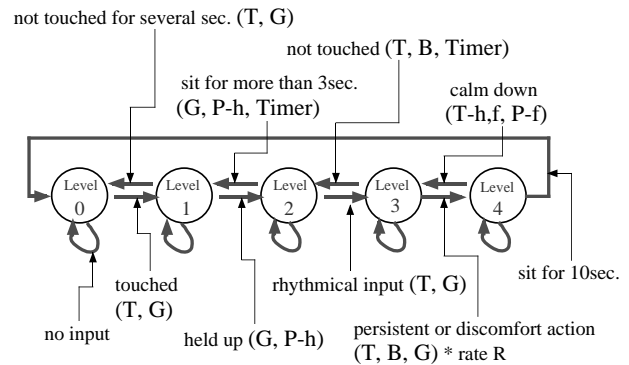 not touched for several sec. (T, G)
not touched (T, B, Timer)
sit for more than 3sec.
(G, P-h, Timer)
calm down
(T-h,f, P-f)
Level
0
Level
1
Level
2
Level
3
Level
4
touched
(T, G)
rhythmical input (T, G)
sit for 10sec.
no input
held up (G, P-h)
persistent or discomfort action
(T, B, G) * rate R